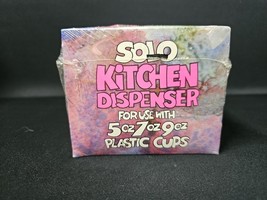 SOLO
KiTCHEN
DISPENSER
FOR USE WITH
5oz 7oz 9oz
PLASTIC CUPS